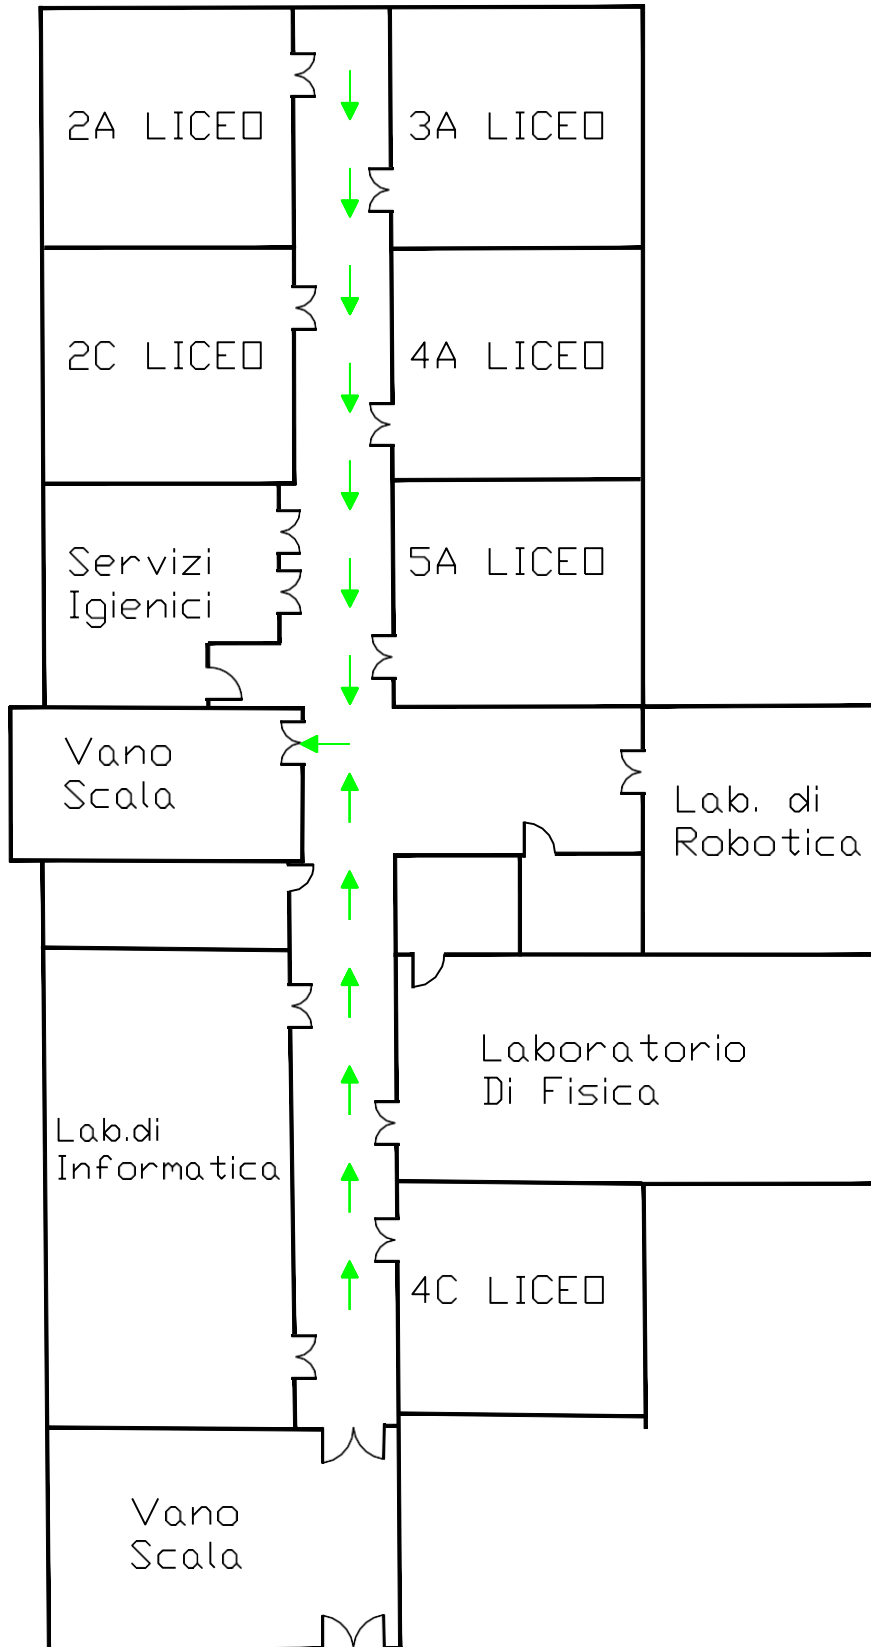 2A LICEO
3A LICEO
2C LICEO
4A LICEO
Servizi
Igienici
5A LICEO
Vano
Scala
Lab. di
Robotica
Laboratorio
Di Fisica
Lab.di
Informatica
4C LICEO
Vano
Scala